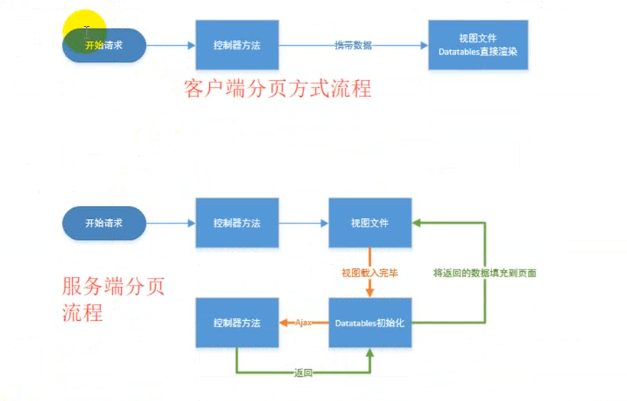 开始请求
控制器方法
携带数据
视图文件
Datatables直接渲染
客户端分页方式流程
开始请求
控制器方法
视图文件
服务端分页
流程
视图载入完毕
将返回的数据填充到页面
控制器方法
Ajax
Datatables初始化
返回